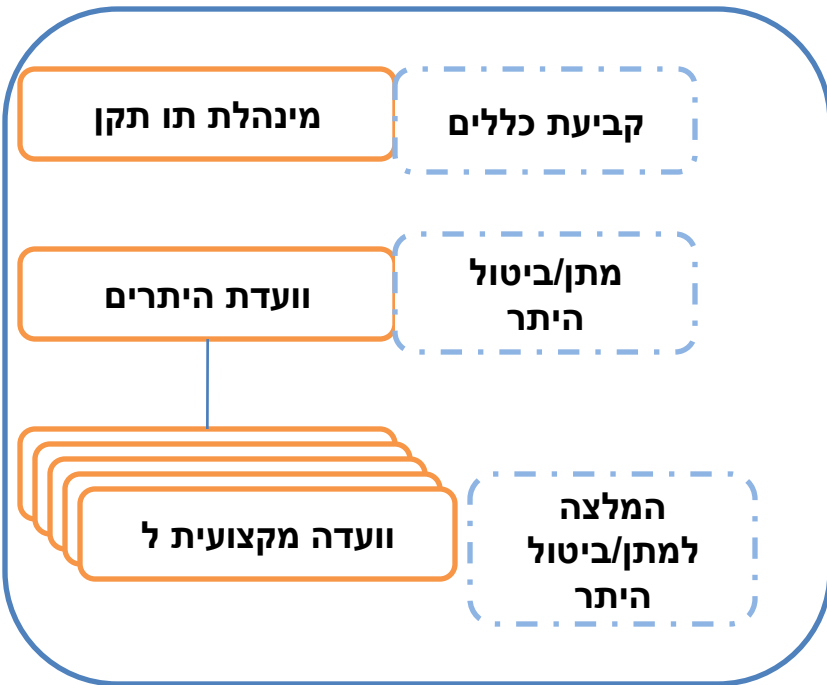 מינהלת תו תקן
קביעת כללים
וועדת היתרים
מתן/ביטול
היתר
וועדה מקצועית ל
המלצה
למתן/ביטול
היתר